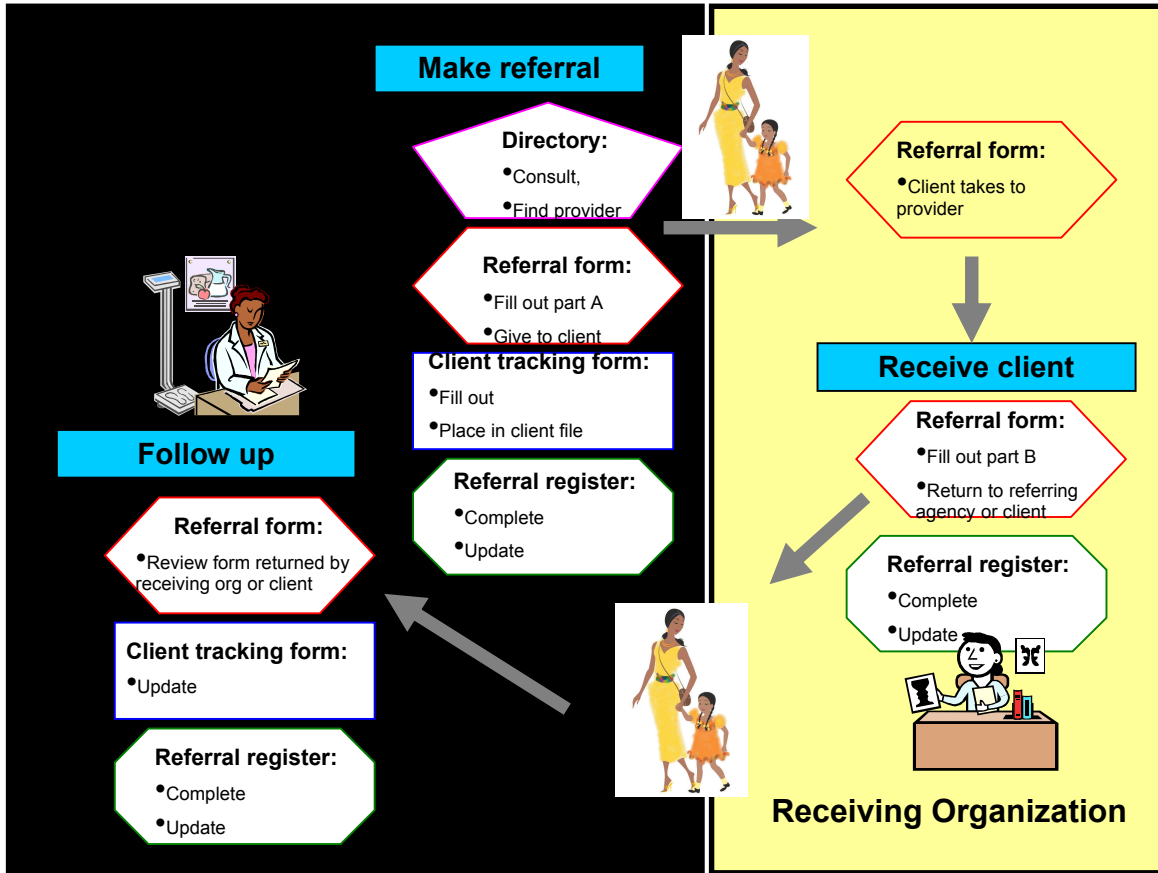 Make referral
Directory:
•Consult,
•Find provider
Referral form:
•Fill out part A
•Give to client
Client tracking form:
•Fill out
•Place in client file
Referral register:
•Complete
•Update
Referral form:
•Client takes to
provider
Receive client
Referral form:
•Fill out part B
•Return to referring
agency or client
Referral register:
•Complete
•Update
Receiving Organization
Follow up
Referral form:
•Review form returned by
receiving org or client
Client tracking form:
•Update
Referral register:
•Complete
•Update